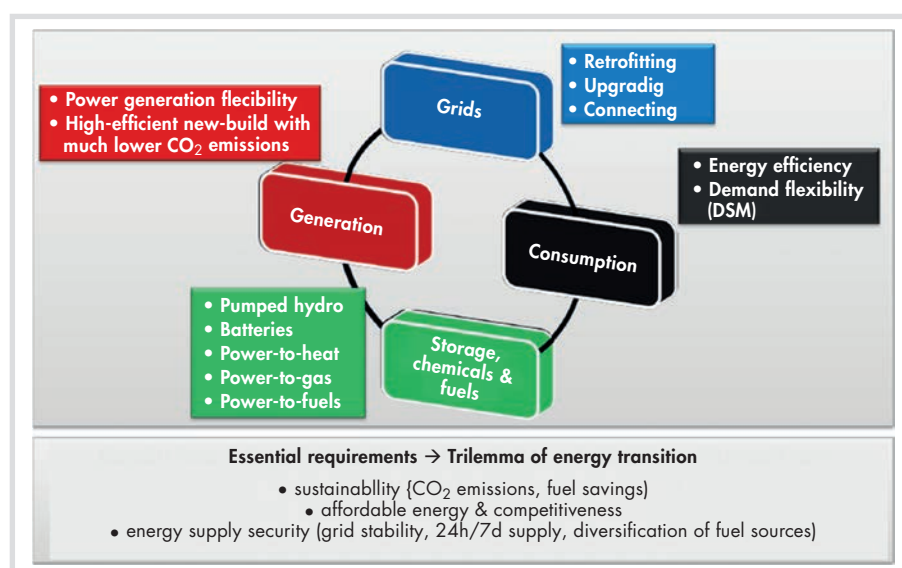 • Retrofitting
• Upgradig
• Connecting
Grids
• Power generation flecibility
• High-efficient new-build with
much lower CO₂ emissions
• Energy efficiency
• Demand flexibility
(DSM)
Generation
Consumption
• Pumped hydro
• Batteries
• Power-to-heat
• Power-to-gas
• Power-to-fuels
Storage,
chemicals &
fuels
Essential requirements → Trilemma of energy transition
• sustainabllity {CO₂ emissions, fuel savings)
• affordable energy & competitiveness
• energy supply security (grid stability, 24h/7d supply, diversification of fuel sources)